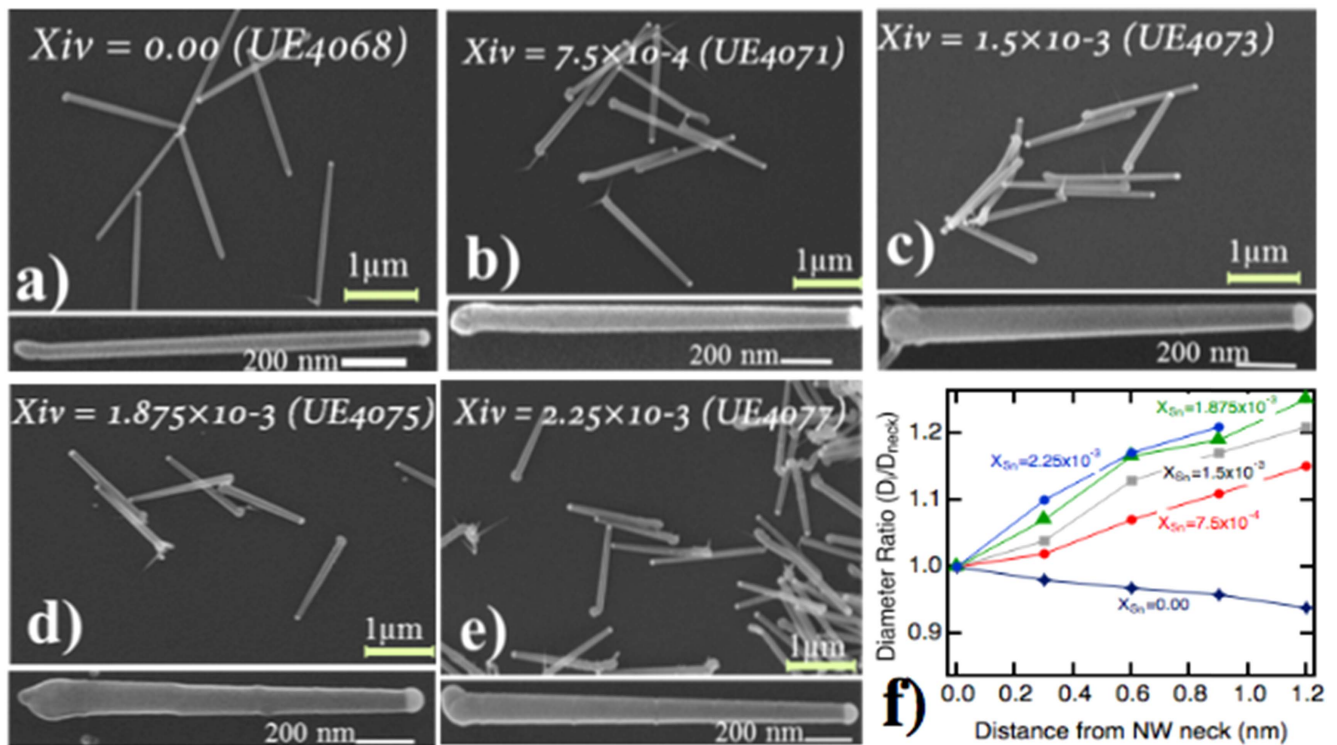 Xiv = 0.00 (UE4068)
a)
1µm
200 nm
Xiv = 7.5×10-4 (UE4071)
b)
1µm
200 nm
Xiv = 1.5×10-3 (UE4073)
c)
1µm
200 nm
Xiv = 1.875×10-3 (UE4075)
d)
1µm
200 nm
Xiv = 2.25×10-3 (UE4077)
e)
1µm
200 nm
f)
Diameter Ratio (Di/Dneck)
1.2
1.1
1.0
0.9
XSn=1.875x10-3
XSn=2.25x10-3
XSn=1.5x10-3
XSn=7.5x10-4
XSn=0.00
0.0 0.2 0.4 0.6 0.8 1.0 1.2
Distance from NW neck (nm)